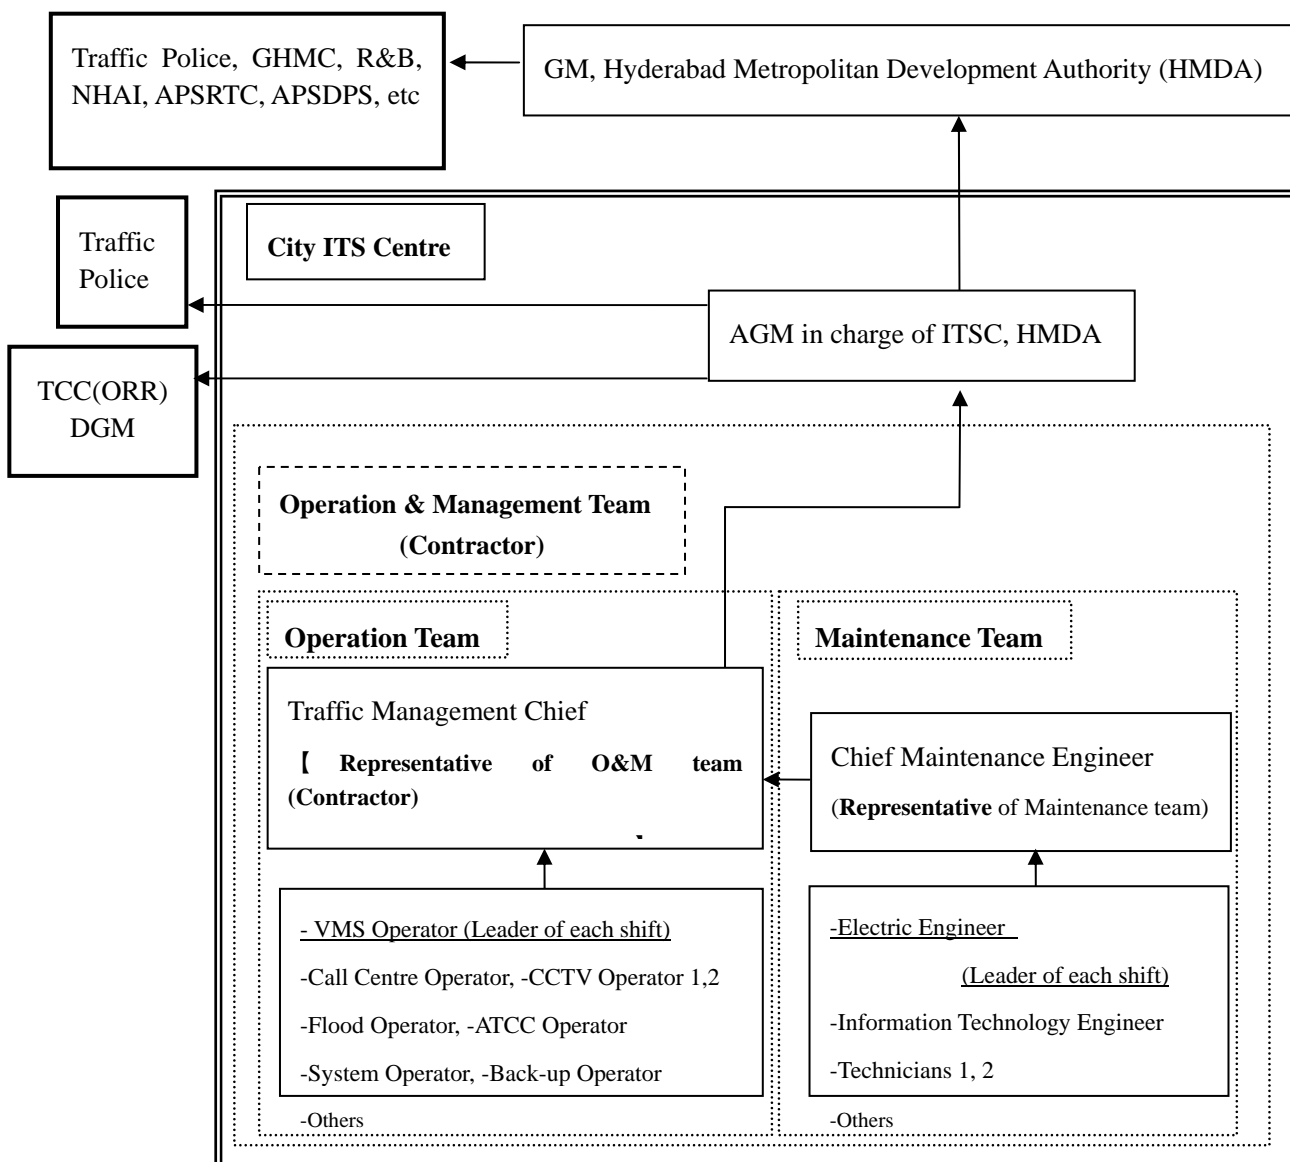 Traffic Police, GHMC, R&B,
NHAI, APSRTC, APSDPS, etc
GM, Hyderabad Metropolitan Development Authority (HMDA)
Traffic
Police
City ITS Centre
AGM in charge of ITSC, HMDA
TCC(ORR)
DGM
Operation & Management Team
(Contractor)
Operation Team
Maintenance Team
Traffic Management Chief
【 Representative of O&M team
(Contractor)
Chief Maintenance Engineer
(Representative of Maintenance team)
- VMS Operator (Leader of each shift)
-Call Centre Operator, -CCTV Operator 1,2
-Flood Operator, -ATCC Operator
-System Operator, -Back-up Operator
-Others
-Electric Engineer
(Leader of each shift)
-Information Technology Engineer
-Technicians 1, 2
-Others